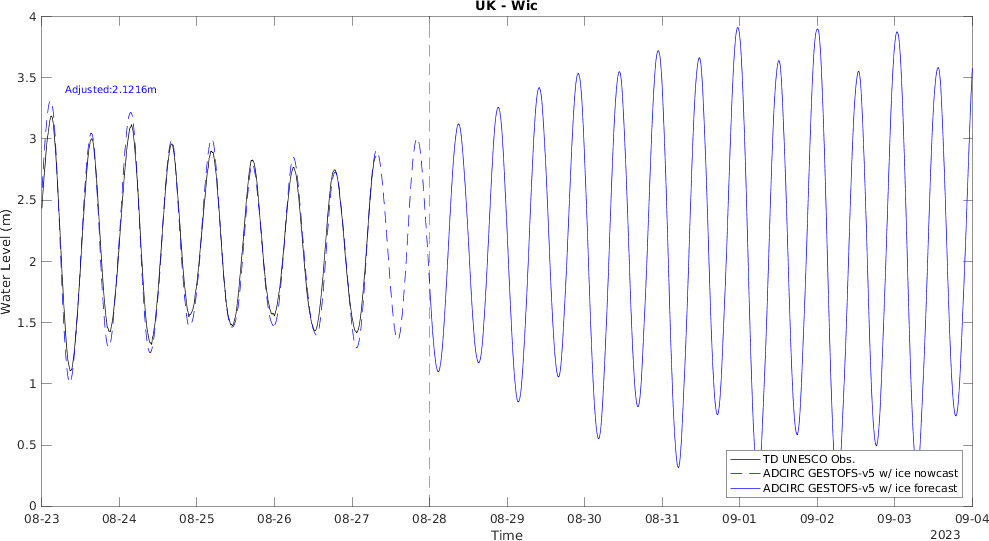 UK - Wic
4
3.5
3
2.5
2
1.5
1
0.5
0
Water Level (m)
Adjusted:2.1216m
TD UNESCO Obs.
ADCIRC GESTOFS-v5 w/ ice nowcast
ADCIRC GESTOFS-v5 w/ ice forecast
08-23 08-24 08-25 08-26 08-27 08-28 08-29 08-30 08-31 09-01 09-02 09-03 09-04
Time
2023